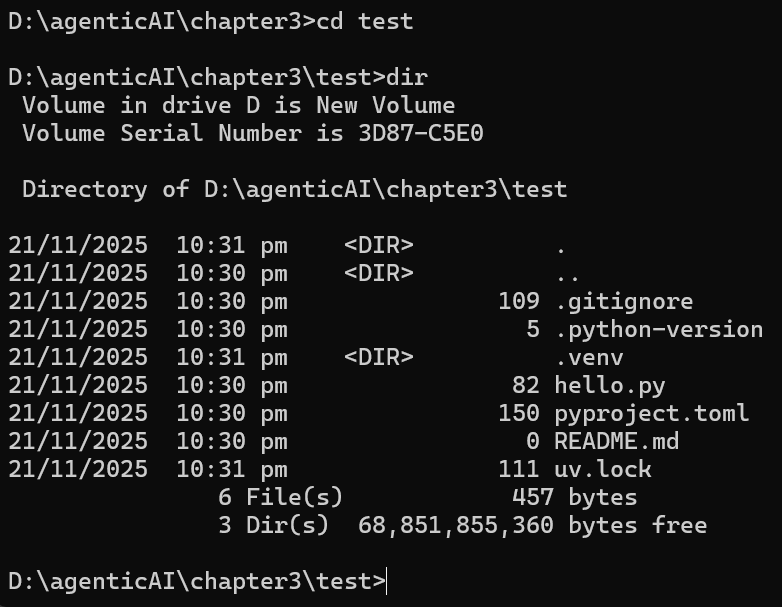 D:\agenticAI\chapter3>cd test
D:\agenticAI\chapter3\test>dir
 Volume in drive D is New Volume
 Volume Serial Number is 3D87-C5E0
 Directory of D:\agenticAI\chapter3\test
21/11/2025  10:31 pm    <DIR>          .
21/11/2025  10:30 pm    <DIR>          ..
21/11/2025  10:30 pm               109 .gitignore
21/11/2025  10:30 pm                 5 .python-version
21/11/2025  10:31 pm    <DIR>          .venv
21/11/2025  10:30 pm                82 hello.py
21/11/2025  10:30 pm               150 pyproject.toml
21/11/2025  10:30 pm                 0 README.md
21/11/2025  10:31 pm               111 uv.lock
               6 File(s)            457 bytes
               3 Dir(s)  68,851,855,360 bytes free
D:\agenticAI\chapter3\test>